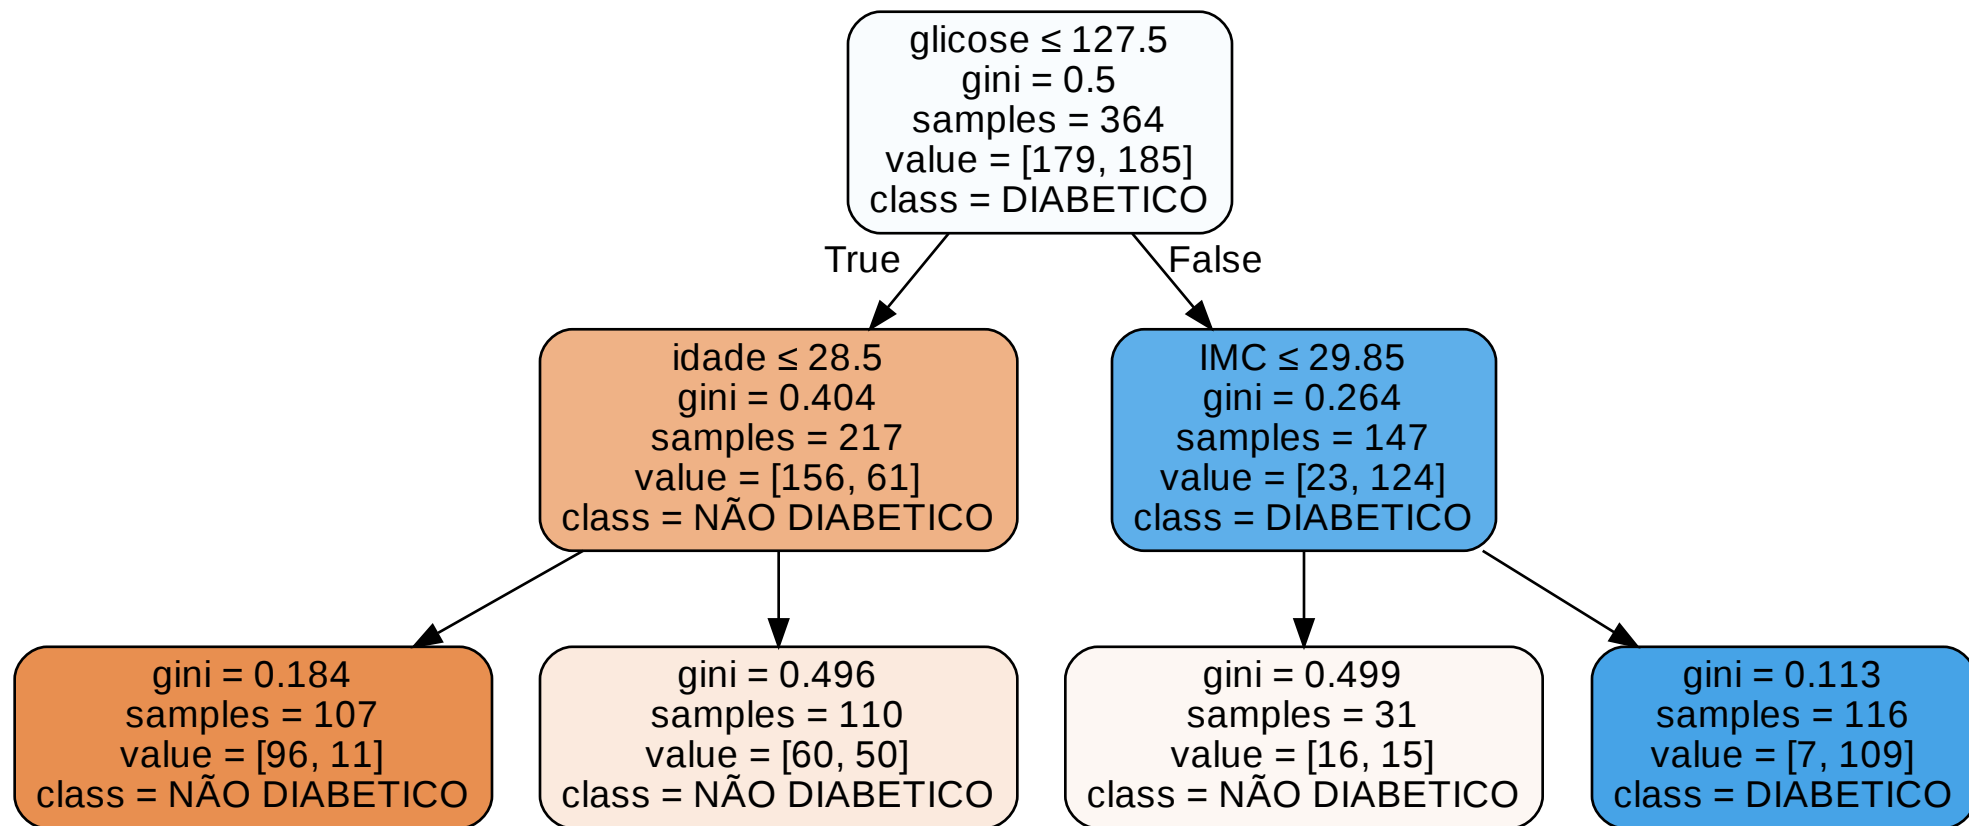 glicose ≤ 127.5
gini = 0.5
samples = 364
value = [179, 185]
class = DIABETICO
True
False
idade ≤ 28.5
gini = 0.404
samples = 217
value = [156, 61]
class = NÃO DIABETICO
IMC ≤ 29.85
gini = 0.264
samples = 147
value = [23, 124]
class = DIABETICO
gini = 0.184
samples = 107
value = [96, 11]
class = NÃO DIABETICO
gini = 0.496
samples = 110
value = [60, 50]
class = NÃO DIABETICO
gini = 0.499
samples = 31
value = [16, 15]
class = NÃO DIABETICO
gini = 0.113
samples = 116
value = [7, 109]
class = DIABETICO